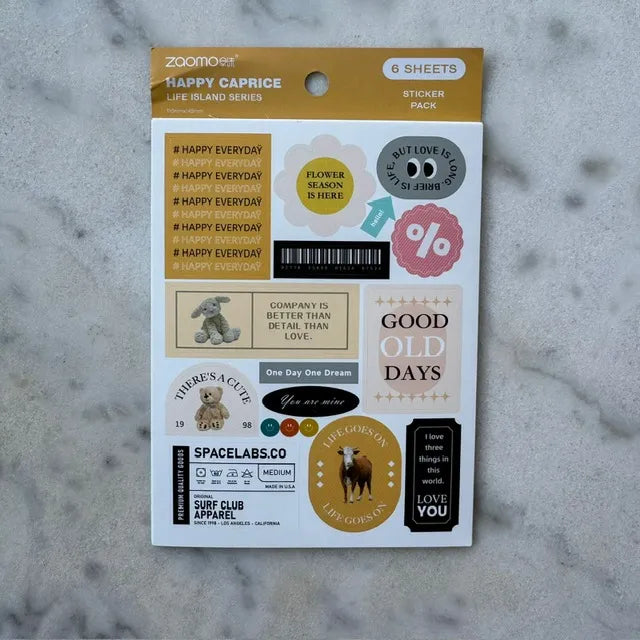 zaomo
HAPPY CAPRICE
LIFE ISLAND SERIES
6 SHEETS
STICKER
PACK
# HAPPY EVERYDAY
# HAPPY EVERYDAY
# HAPPY EVERYDAY
# HAPPY EVERYDAY
# HAPPY EVERYDAY
# HAPPY EVERYDAY
# HAPPY EVERYDAY
# HAPPY EVERYDAY
# HAPPY EVERYDAY
# HAPPY EVERYDAY
FLOWER
SEASON
IS HERE
BRIEF IS LIFE, BUT LOVE IS LONG.
hello!
%
COMPANY IS
BETTER THAN
DETAIL THAN
LOVE.
GOOD
OLD
DAYS
One Day One Dream
You are mine
THERE'S A CUTE
19 98
PREMIUM QUALITY GOODS
SPACELABS.CO
MEDIUM
MADE IN U.S.A
ORIGINAL
SURF CLUB
APPAREL
SINCE 1998 - LOS ANGELES - CALIFORNIA
LIFE GOES ON
LIFE GOES ON
I love
three
things in
this
world.
LOVE
YOU